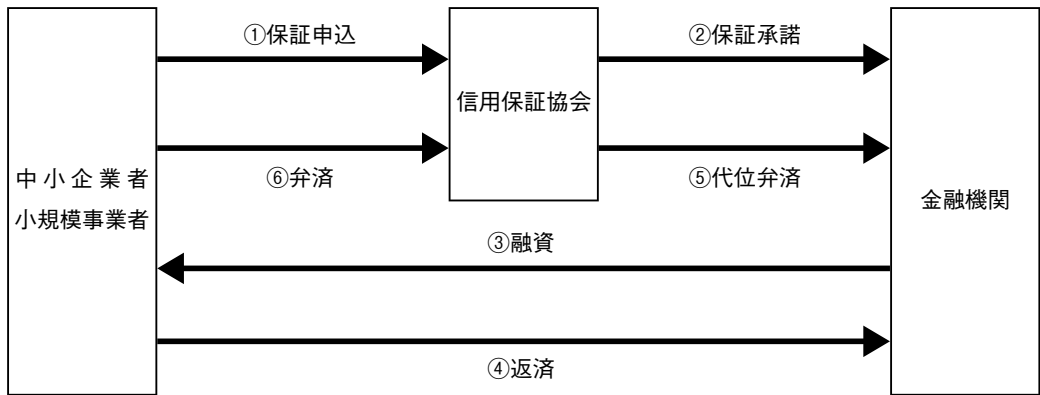 ①保証申込
②保証承諾
信用保証協会
⑥弁済
⑤代位弁済
中小企業者
小規模事業者
金融機関
③融資
④返済